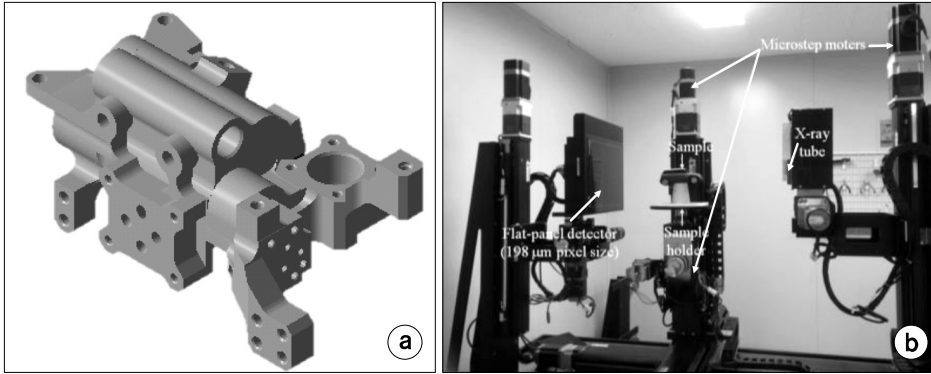 Microstep moters
X-ray
tube
Sample
Flat-panel detector
(198 µm pixel size)
Sample
holder
a
b